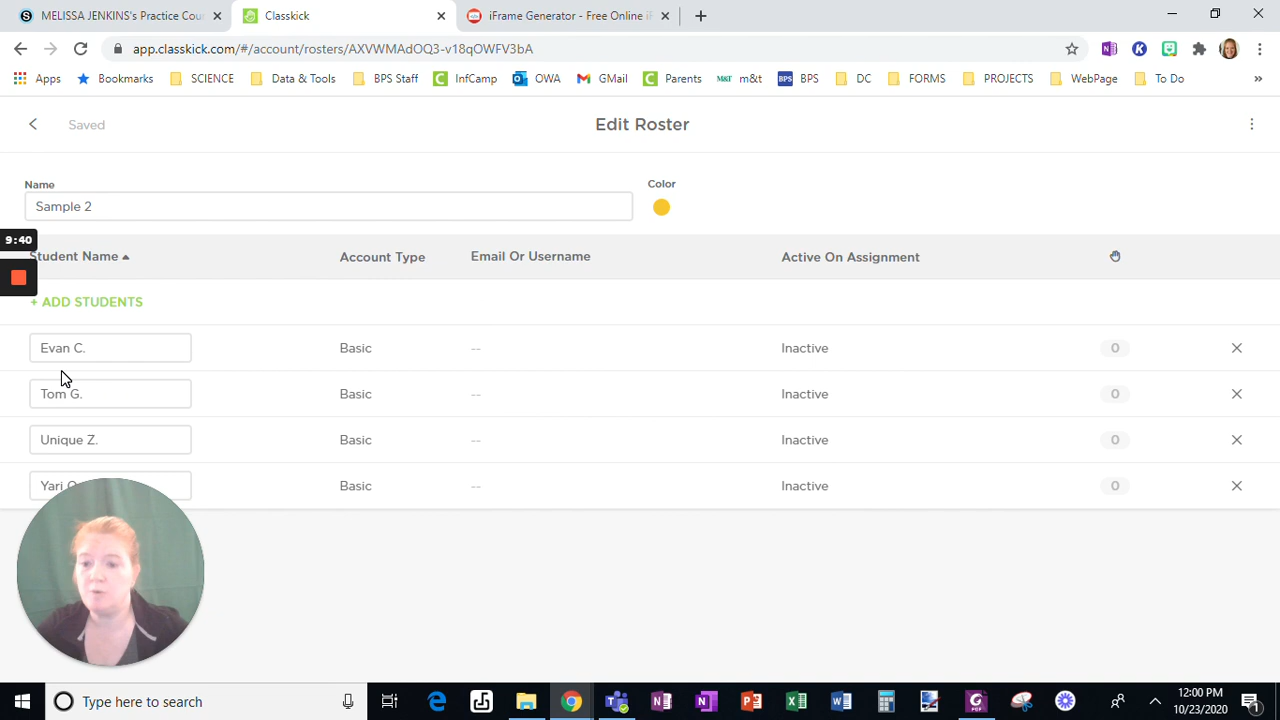 MELISSA JENKINS's Practice Cou
Classkick
iFrame Generator - Free Online iF
app.classkick.com/#/account/rosters/AXVWMAdOQ3-v18qOWFV3bA
Apps
Bookmarks
SCIENCE
Data & Tools
BPS Staff
InfCamp
OWA
GMail
Parents
M&T m&t
BPS BPS
DC
FORMS
PROJECTS
WebPage
To Do
»
Saved
Edit Roster
Name
Color
Sample 2
9:40
Student Name
Account Type
Email Or Username
Active On Assignment
+ ADD STUDENTS
Evan C.
Basic
--
Inactive
0
Tom G.
Basic
--
Inactive
0
Unique Z.
Basic
--
Inactive
0
Yari
Basic
--
Inactive
0
Type here to search
12:00 PM
10/23/2020
1